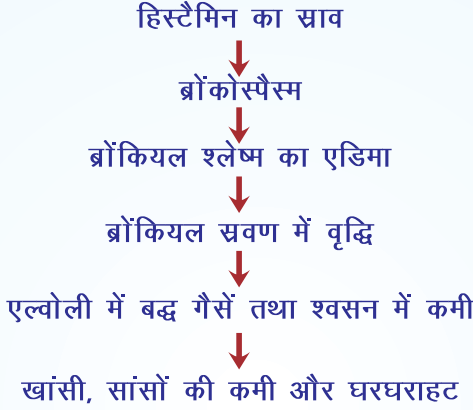 हिस्टैमिन का स्राव
ब्रोंकोस्पैस्म
ब्रोंकियल श्लेष्म का एडिमा
ब्रोंकियल स्रवण में वृद्धि
एल्वोली में बद्ध गैसें तथा श्वसन में कमी
खांसी, सांसों की कमी और घरघराहट